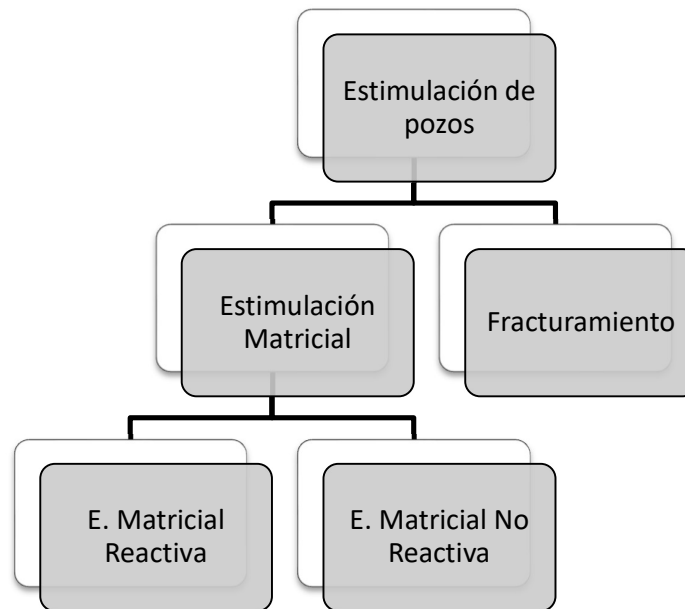 Estimulación de
pozos
Estimulación
Matricial
Fracturamiento
E. Matricial
Reactiva
E. Matricial No
Reactiva